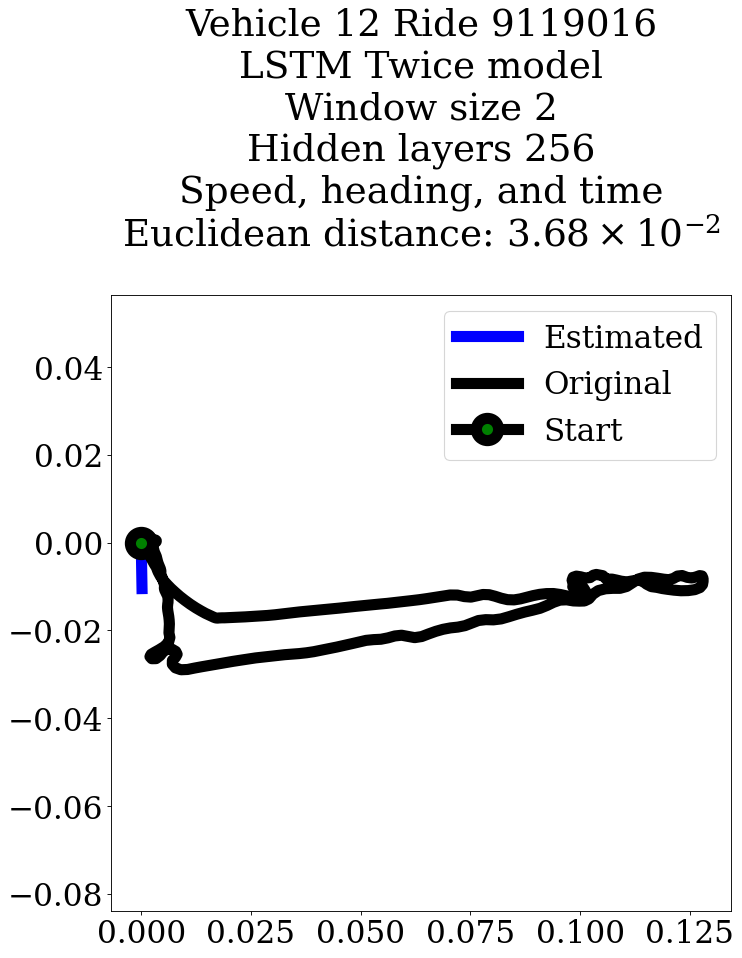 Vehicle 12 Ride 9119016
LSTM Twice model
Window size 2
Hidden layers 256
Speed, heading, and time
Euclidean distance: 3.68 × 10⁻²
Estimated
Original
Start
0.04
0.02
0.00
−0.02
−0.04
−0.06
−0.08
0.000 0.025 0.050 0.075 0.100 0.125